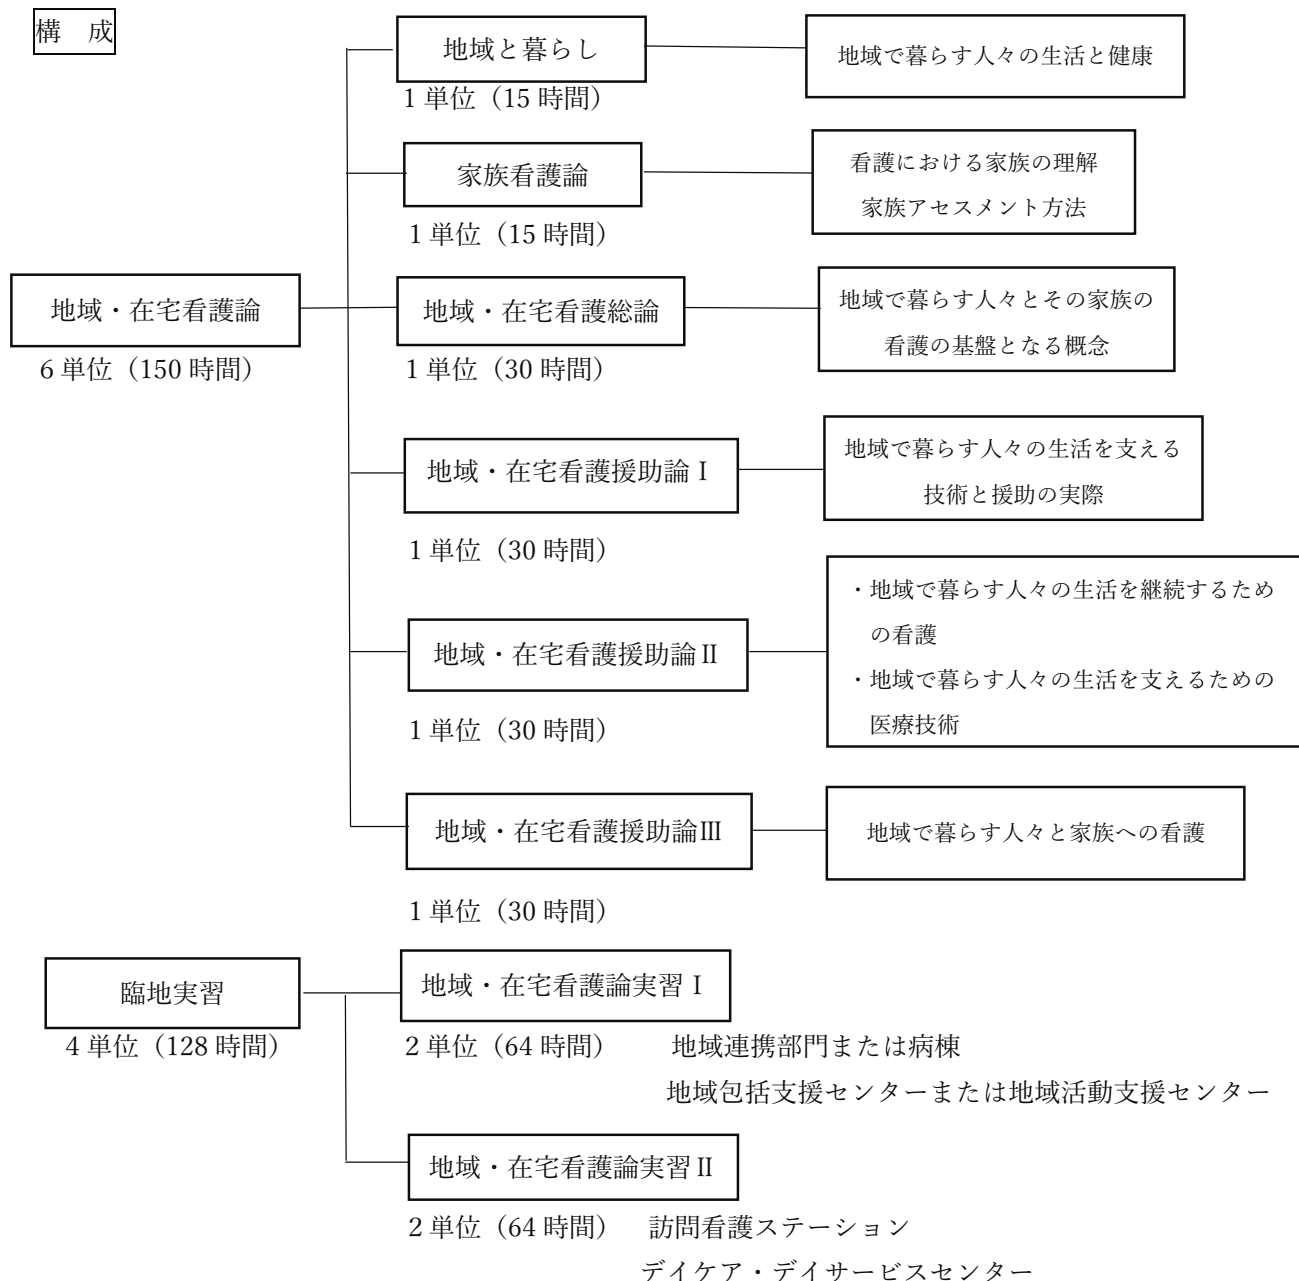 構　成
地域と暮らし
1 単位（15 時間）
地域で暮らす人々の生活と健康
家族看護論
1 単位（15 時間）
看護における家族の理解
家族アセスメント方法
地域・在宅看護論
6 単位（150 時間）
地域・在宅看護総論
1 単位（30 時間）
地域で暮らす人々とその家族の
看護の基盤となる概念
地域・在宅看護援助論Ⅰ
1 単位（30 時間）
地域で暮らす人々の生活を支える
技術と援助の実際
地域・在宅看護援助論Ⅱ
1 単位（30 時間）
・地域で暮らす人々の生活を継続するため
の看護
・地域で暮らす人々の生活を支えるための
医療技術
地域・在宅看護援助論Ⅲ
1 単位（30 時間）
地域で暮らす人々と家族への看護
臨地実習
4 単位（128 時間）
地域・在宅看護論実習Ⅰ
2 単位（64 時間）　　地域連携部門または病棟
地域包括支援センターまたは地域活動支援センター
地域・在宅看護論実習Ⅱ
2 単位（64 時間）　訪問看護ステーション
デイケア・デイサービスセンター